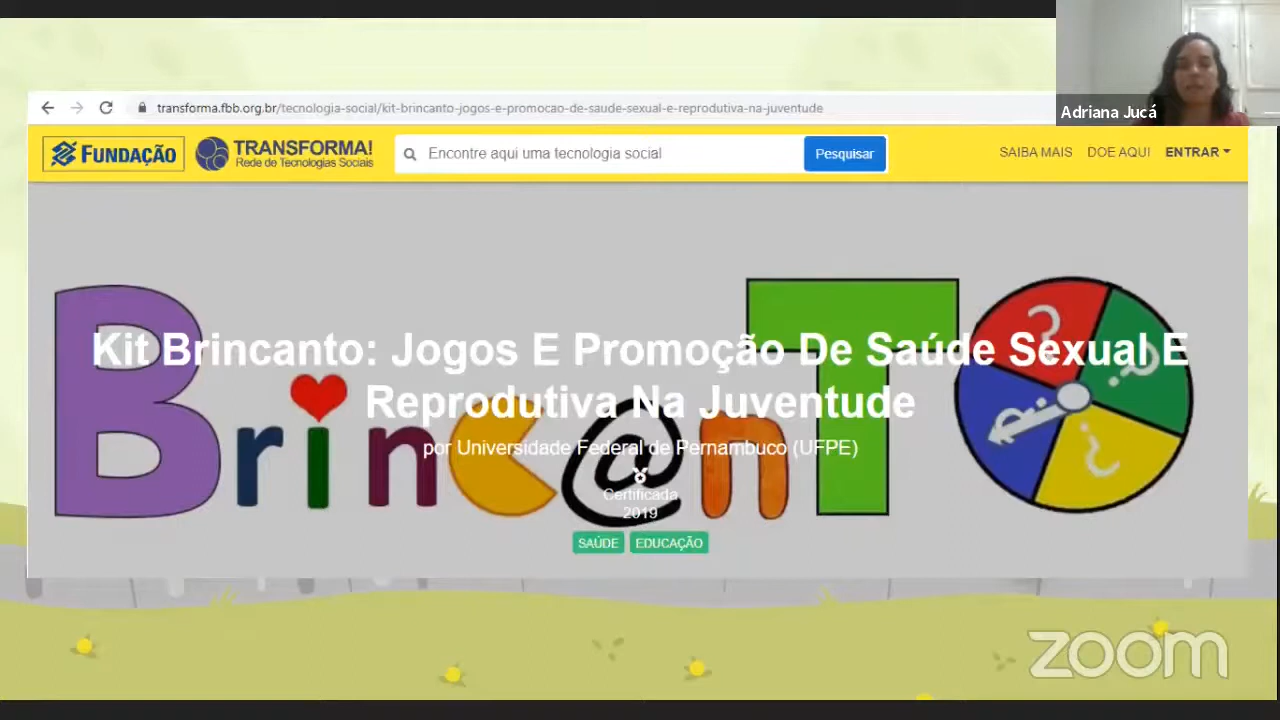 Adriana Jucá
transforma.fbb.org.br/tecnologia-social/kit-brincanto-jogos-e-promocao-de-saude-sexual-e-reprodutiva-na-juventude
FUNDAÇÃO
TRANSFORMA!
Rede de Tecnologias Sociais
Encontre aqui uma tecnologia social
Pesquisar
SAIBA MAIS
DOE AQUI
ENTRAR
Brinc@nTO
? ? ? ?
Kit Brincanto: Jogos E Promoção De Saúde Sexual E
Reprodutiva Na Juventude
por Universidade Federal de Pernambuco (UFPE)
Certificada
2019
SAÚDE
EDUCAÇÃO
zoom